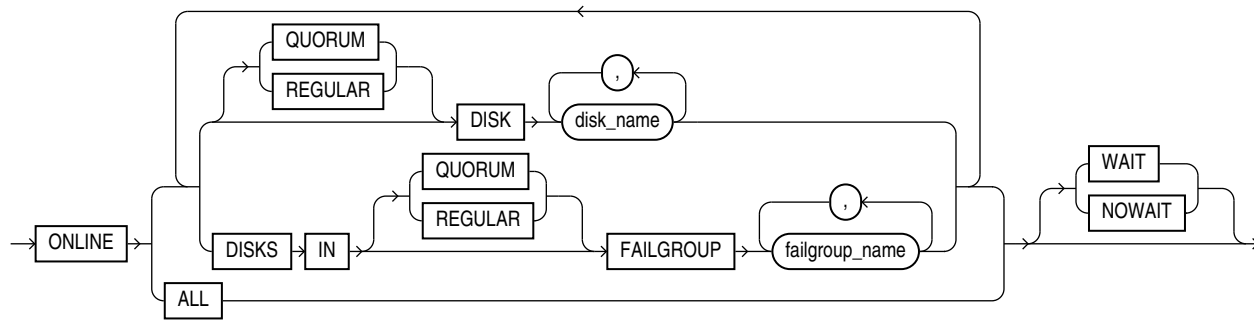 QUORUM
REGULAR
DISK
,
disk_name
QUORUM
REGULAR
,
WAIT
NOWAIT
ONLINE
DISKS
IN
FAILGROUP
failgroup_name
ALL